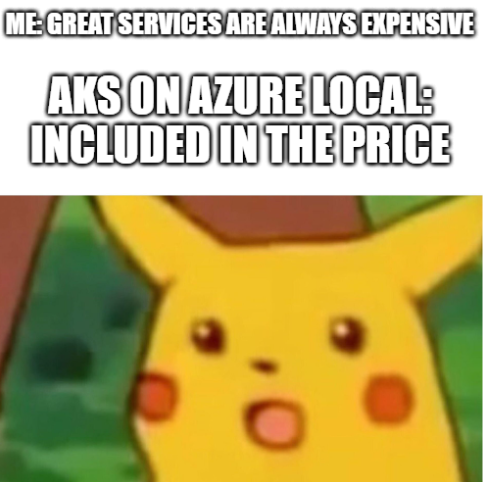 ME: GREAT SERVICES ARE ALWAYS EXPENSIVE
AKS ON AZURE LOCAL:
INCLUDED IN THE PRICE